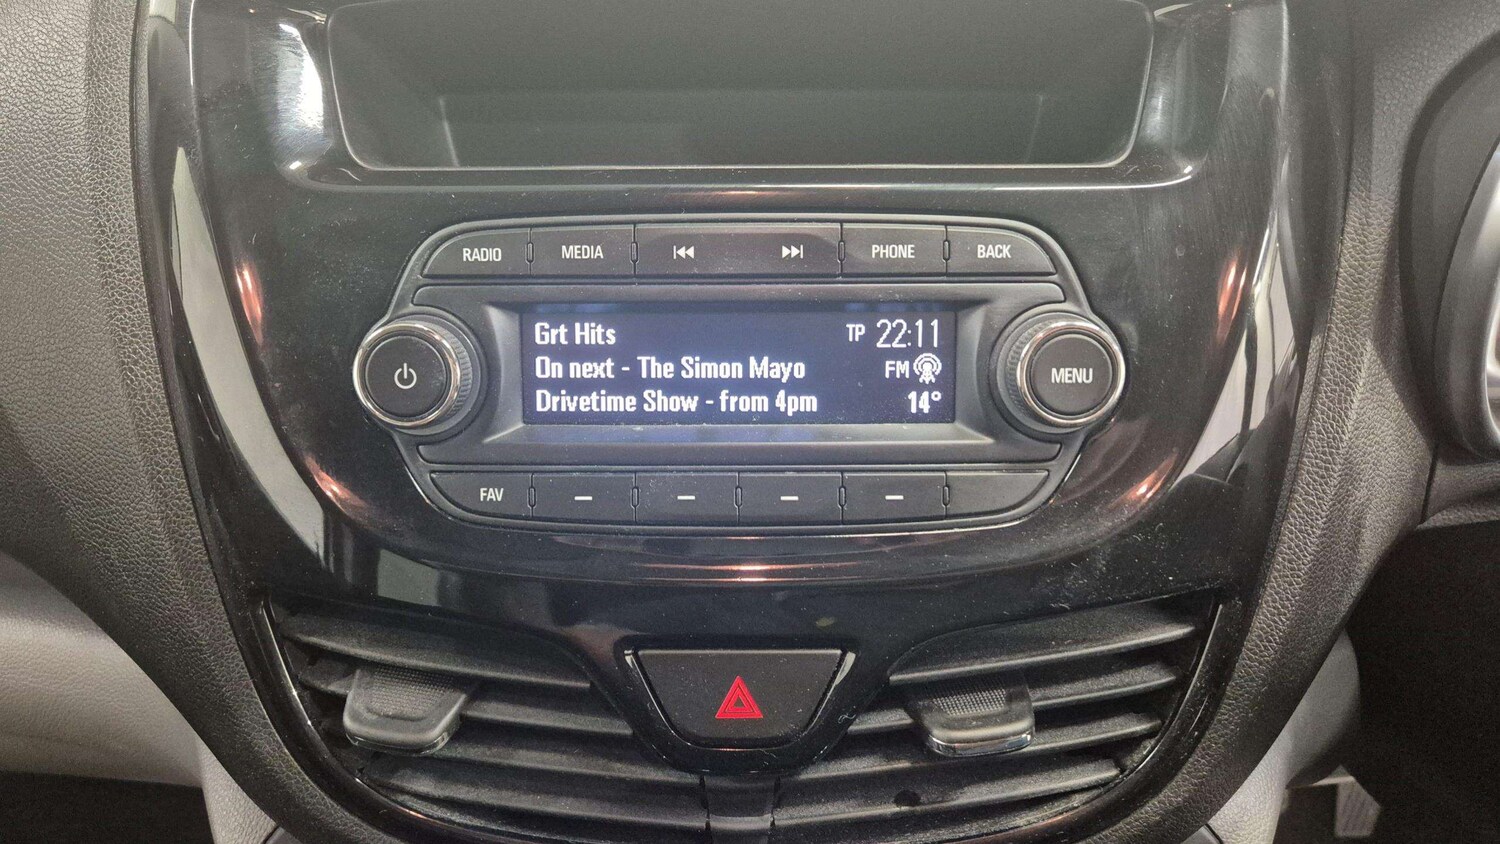 RADIO MEDIA PHONE BACK
Grt Hits TP 22:11
On next - The Simon Mayo FM
Drivetime Show - from 4pm 14°
MENU
FAV